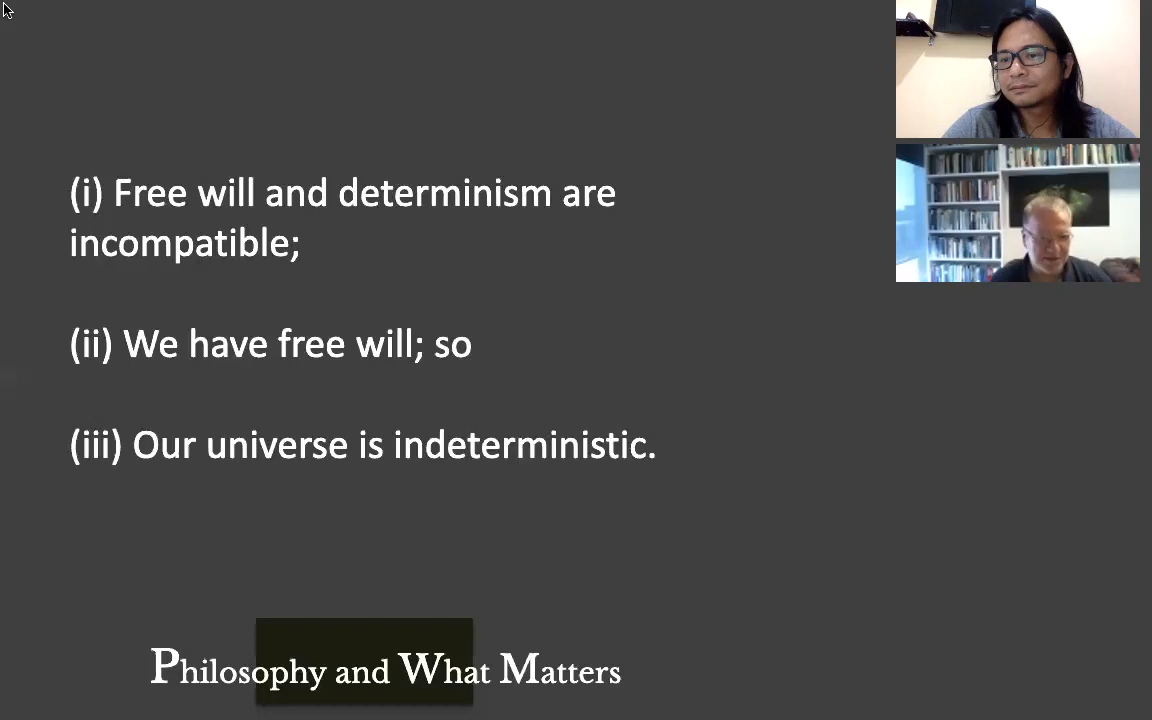 (i) Free will and determinism are
incompatible;
(ii) We have free will; so
(iii) Our universe is indeterministic.
Philosophy and What Matters